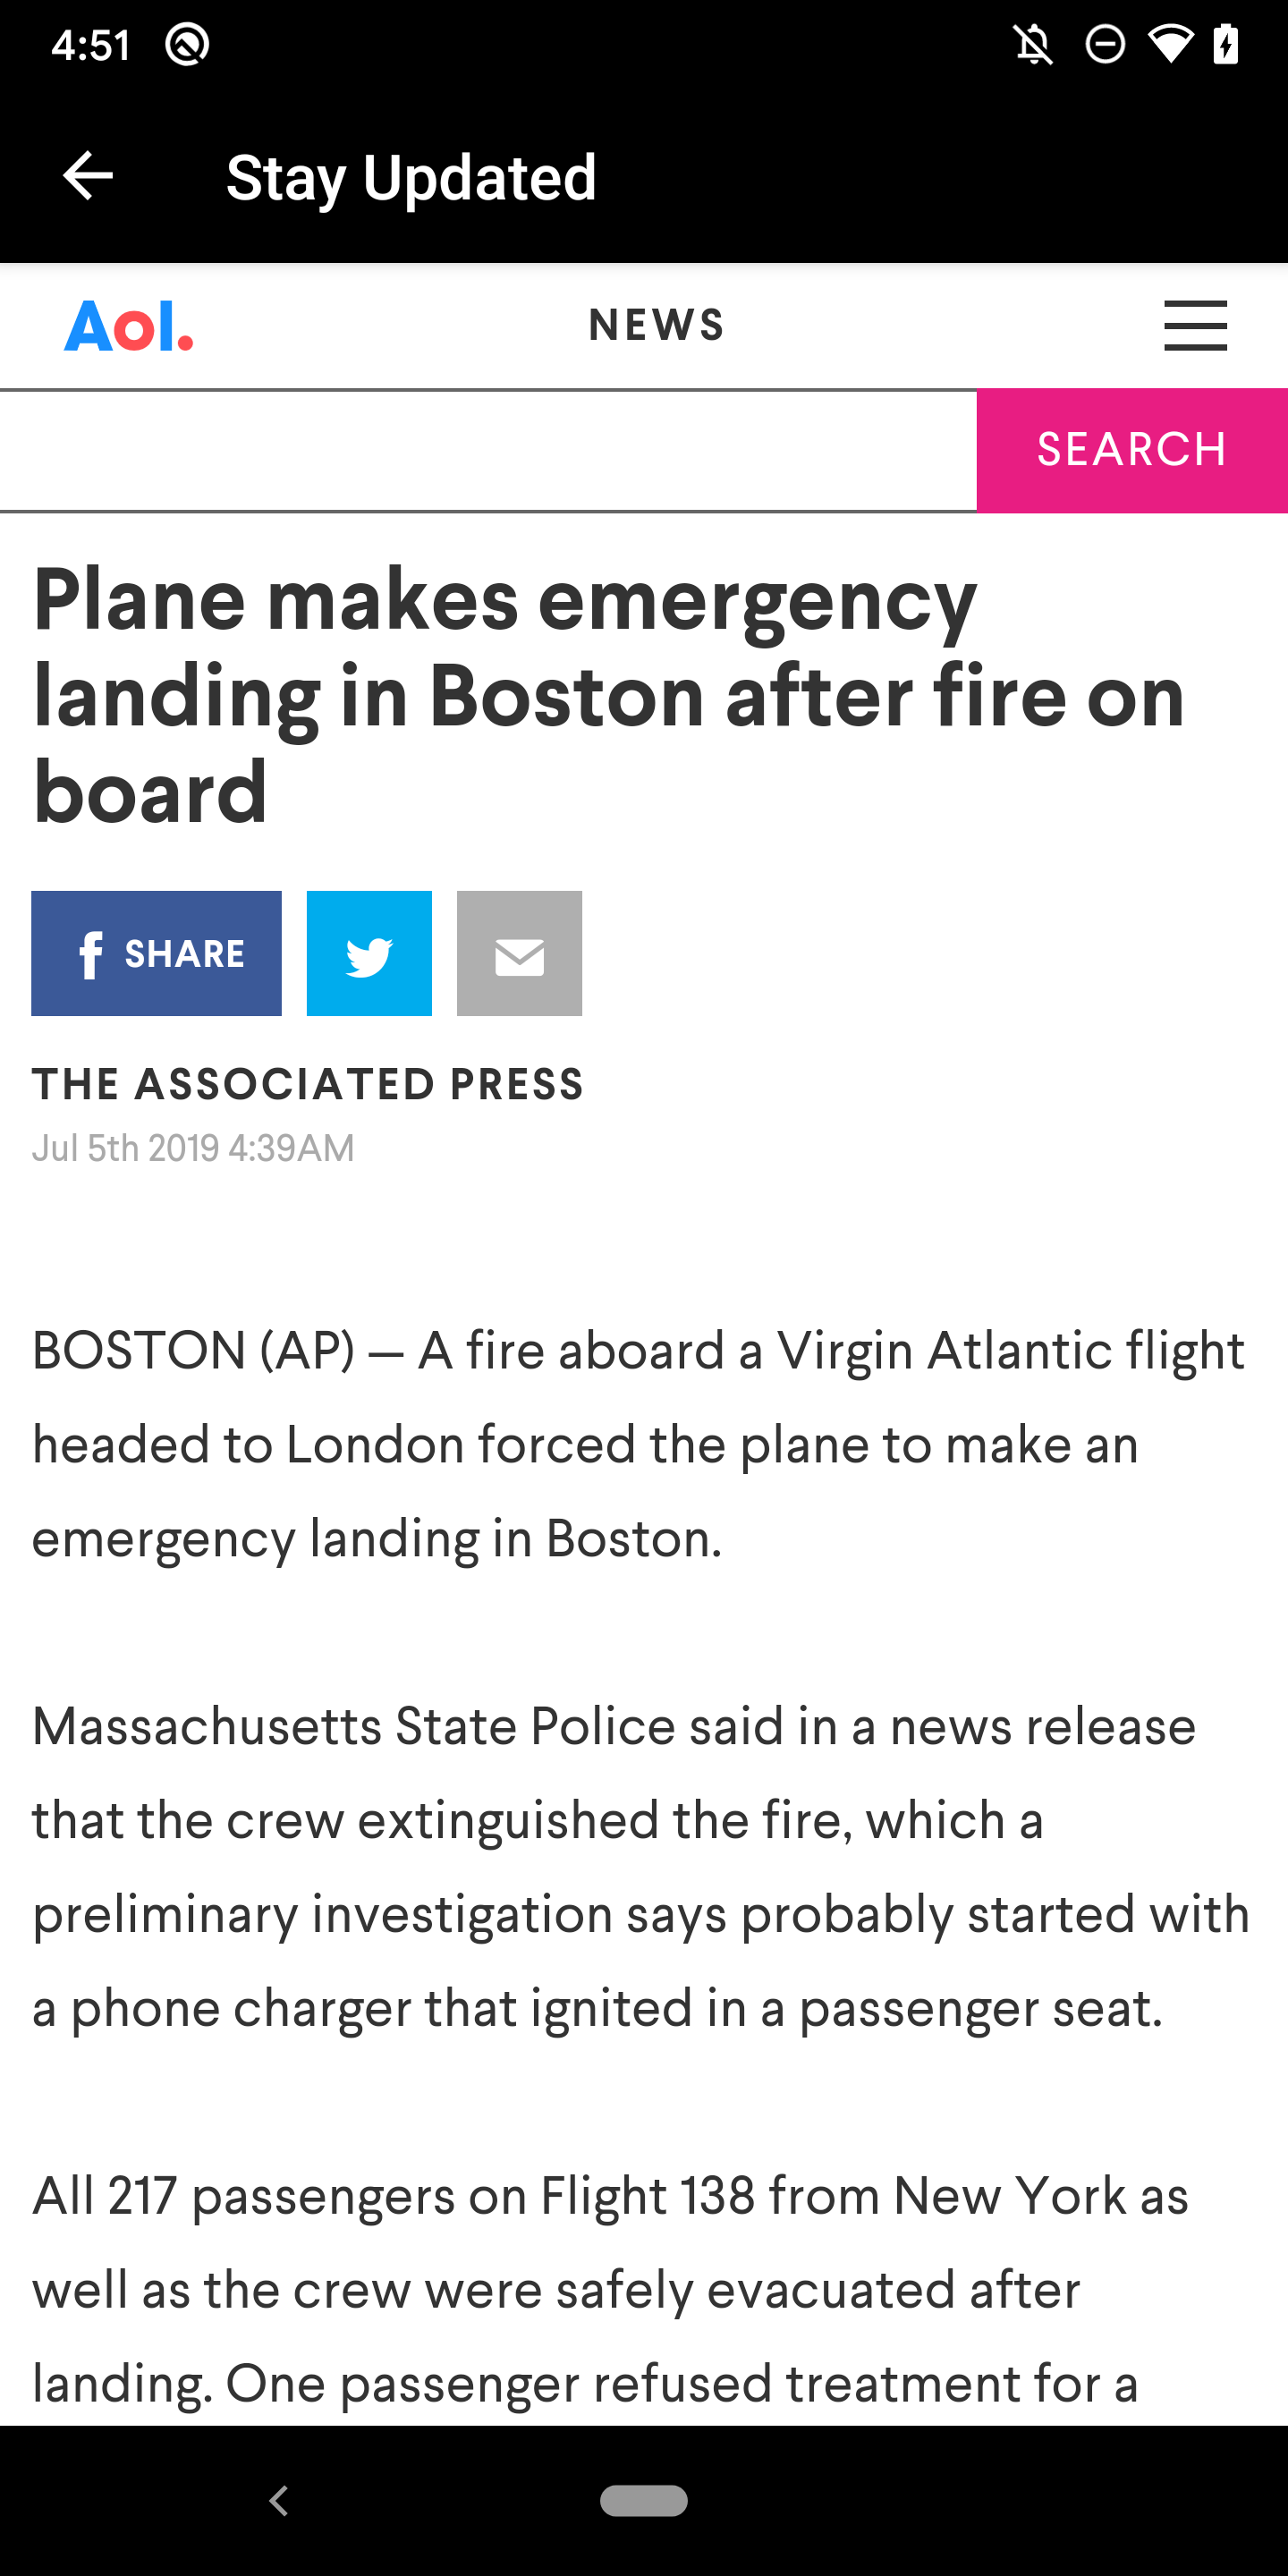 4:51
Stay Updated
Aol.
NEWS
SEARCH
Plane makes emergency
landing in Boston after fire on
board
f SHARE
THE ASSOCIATED PRESS
Jul 5th 2019 4:39AM
BOSTON (AP) — A fire aboard a Virgin Atlantic flight
headed to London forced the plane to make an
emergency landing in Boston.
Massachusetts State Police said in a news release
that the crew extinguished the fire, which a
preliminary investigation says probably started with
a phone charger that ignited in a passenger seat.
All 217 passengers on Flight 138 from New York as
well as the crew were safely evacuated after
landing. One passenger refused treatment for a